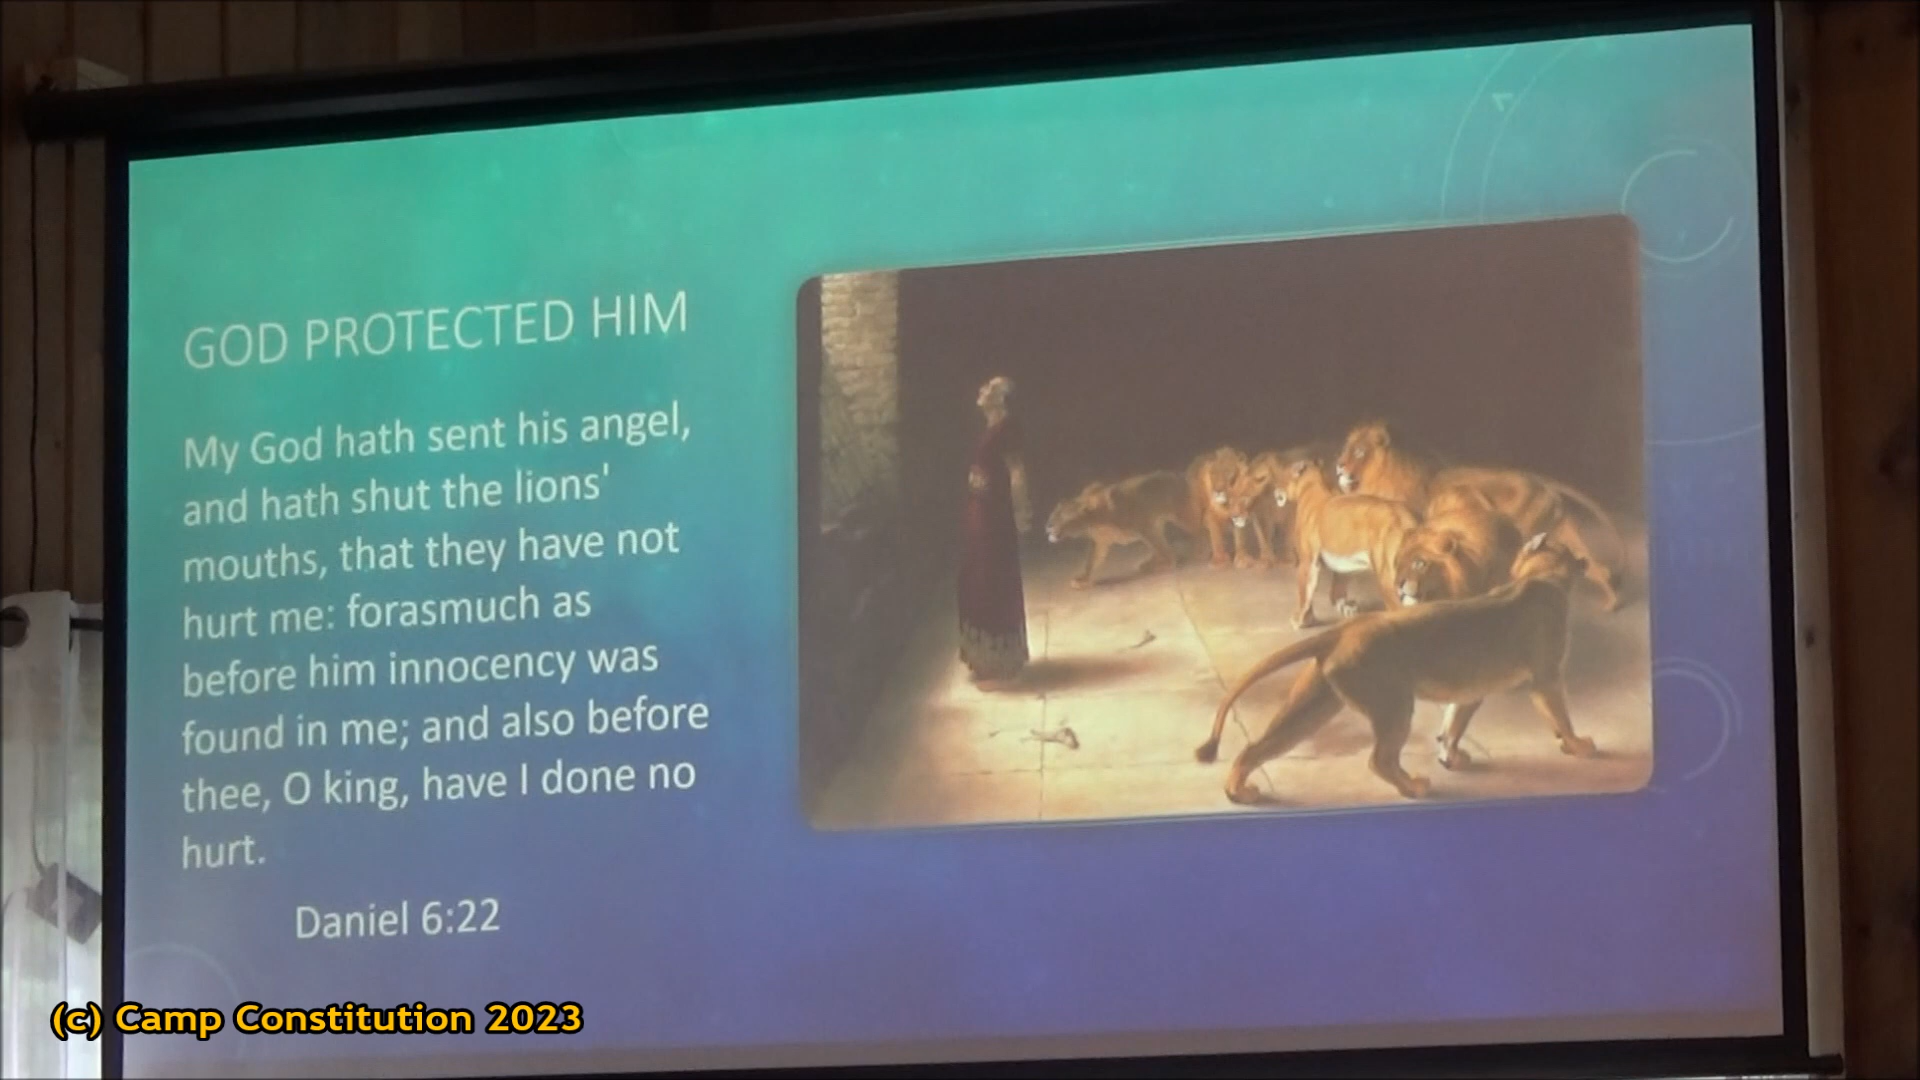 GOD PROTECTED HIM
My God hath sent his angel,
and hath shut the lions'
mouths, that they have not
hurt me: forasmuch as
before him innocency was
found in me; and also before
thee, O king, have I done no
hurt.
Daniel 6:22
(c) Camp Constitution 2023